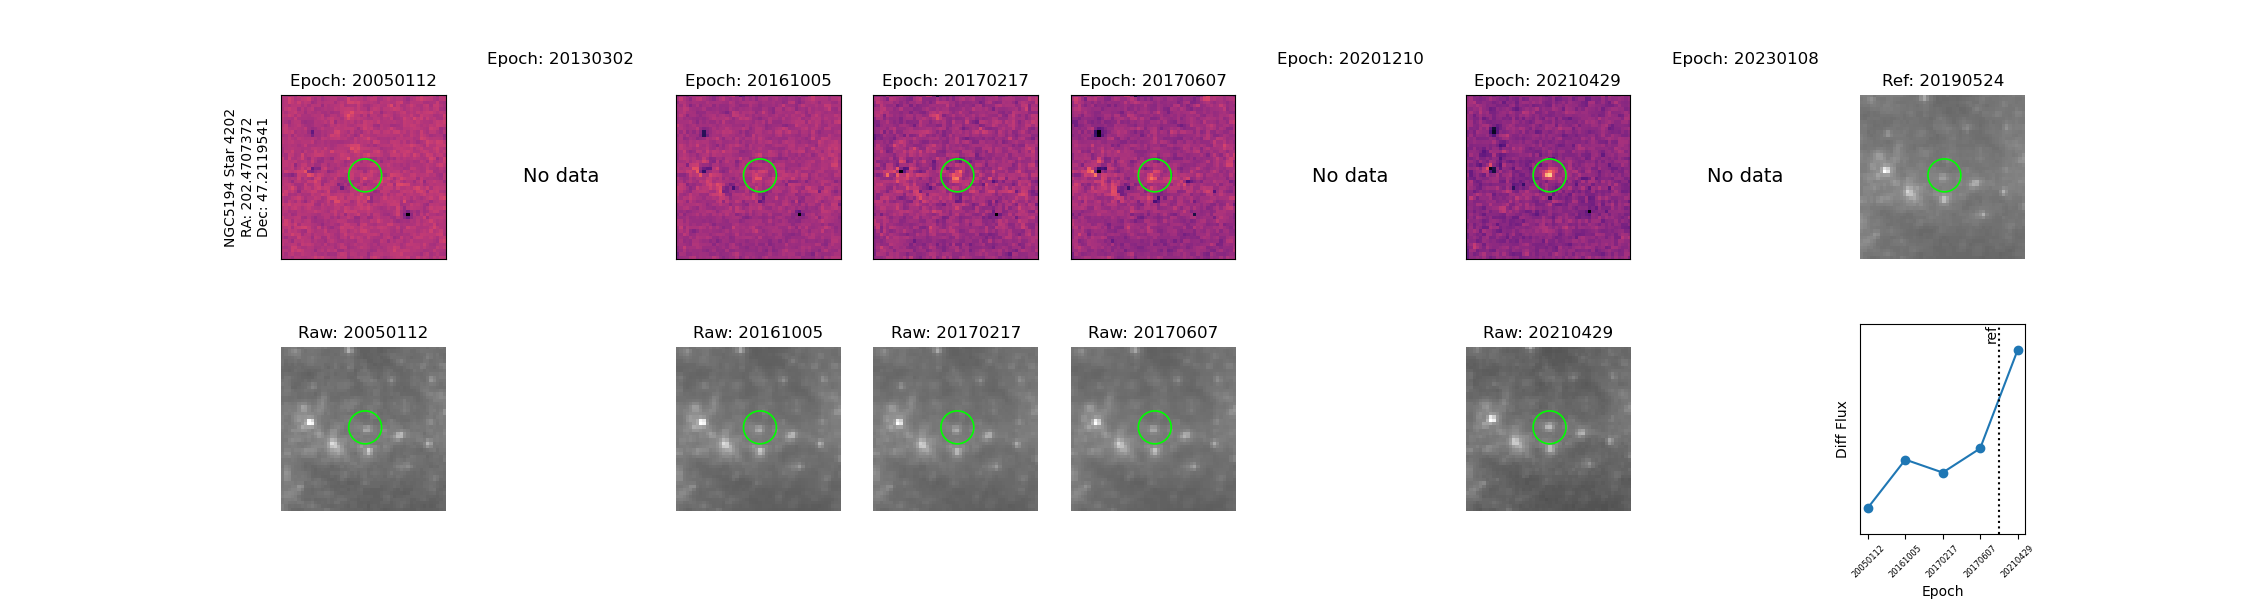 Epoch: 20130302
Epoch: 20201210
Epoch: 20230108
Epoch: 20050112
Epoch: 20161005
Epoch: 20170217
Epoch: 20170607
Epoch: 20210429
Ref: 20190524
NGC5194 Star 4202
RA: 202.4707372
Dec: 47.2119541
No data
No data
No data
Raw: 20050112
Raw: 20161005
Raw: 20170217
Raw: 20170607
Raw: 20210429
ref
Diff Flux
20050112
20161005
20170217
20170607
20210429
Epoch